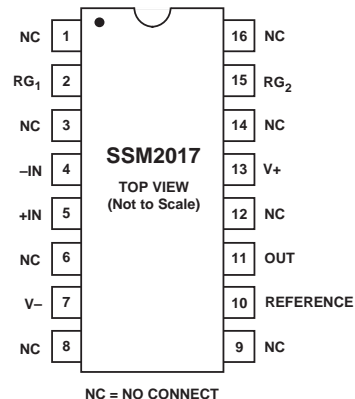 NC 1 16 NC
RG1 2 15 RG2
NC 3 14 NC
SSM2017
–IN 4 13 V+
TOP VIEW
(Not to Scale)
+IN 5 12 NC
NC 6 11 OUT
V– 7 10 REFERENCE
NC 8 9 NC
NC = NO CONNECT